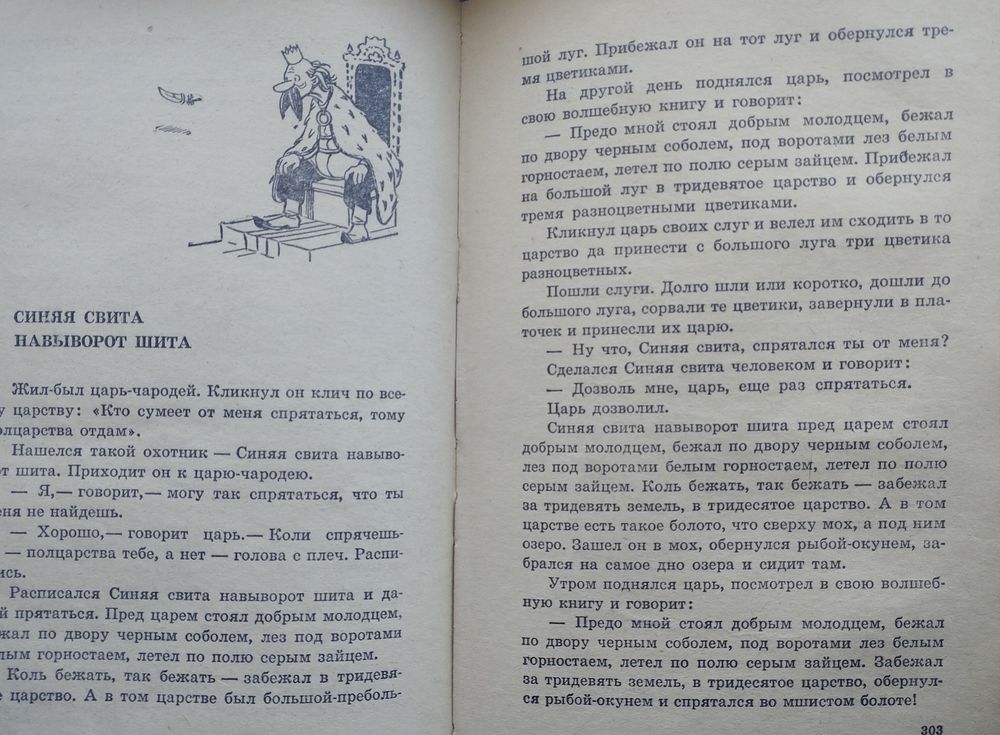 СИНЯЯ СВИТА
НАВЫВОРОТ ШИТА
Жил-был царь-чародей. Кликнул он клич по все-
у царству: «Кто сумеет от меня спрятаться, тому
олцарства отдам».
Нашелся такой охотник — Синяя свита навыво-
от шита. Приходит он к царю-чародею.
— Я,— говорит,— могу так спрятаться, что ты
еня не найдешь.
— Хорошо,— говорит царь.— Коли спрячешь-
— полцарства тебе, а нет — голова с плеч. Распи-
ись.
Расписался Синяя свита навыворот шита и да-
й прятаться. Пред царем стоял добрым молодцем,
ежал по двору черным соболем, лез под воротами
лым горностаем, летел по полю серым зайцем.
Коль бежать, так бежать — забежал в тридевя-
е царство. А в том царстве был большой-преболь-
шой луг. Прибежал он на тот луг и обернулся тре-
мя цветиками.
На другой день поднялся царь, посмотрел в
свою волшебную книгу и говорит:
— Предо мной стоял добрым молодцем, бежал
по двору черным соболем, под воротами лез белым
горностаем, летел по полю серым зайцем. Прибежал
на большой луг в тридевятое царство и обернулся
тремя разноцветными цветиками.
Кликнул царь своих слуг и велел им сходить в то
царство да принести с большого луга три цветика
разноцветных.
Пошли слуги. Долго шли или коротко, дошли до
большого луга, сорвали те цветики, завернули в пла-
точек и принесли их царю.
— Ну что, Синяя свита, спрятался ты от меня?
Сделался Синяя свита человеком и говорит:
— Дозволь мне, царь, еще раз спрятаться.
Царь дозволил.
Синяя свита навыворот шита пред царем стоял
добрым молодцем, бежал по двору черным соболем,
лез под воротами белым горностаем, летел по полю
серым зайцем. Коль бежать, так бежать — забежал
за тридевять земель, в тридесятое царство. А в том
царстве есть такое болото, что сверху мох, а под ним
озеро. Зашел он в мох, обернулся рыбой-окунем, за-
брался на самое дно озера и сидит там.
Утром поднялся царь, посмотрел в свою волшеб-
ную книгу и говорит:
— Предо мной стоял добрым молодцем, бежал
по двору черным соболем, под воротами лез белым
горностаем, летел по полю серым зайцем. Забежал
за тридевять земель, в тридесятое царство, обернул-
ся рыбой-окунем и спрятался во мшистом болоте!
303